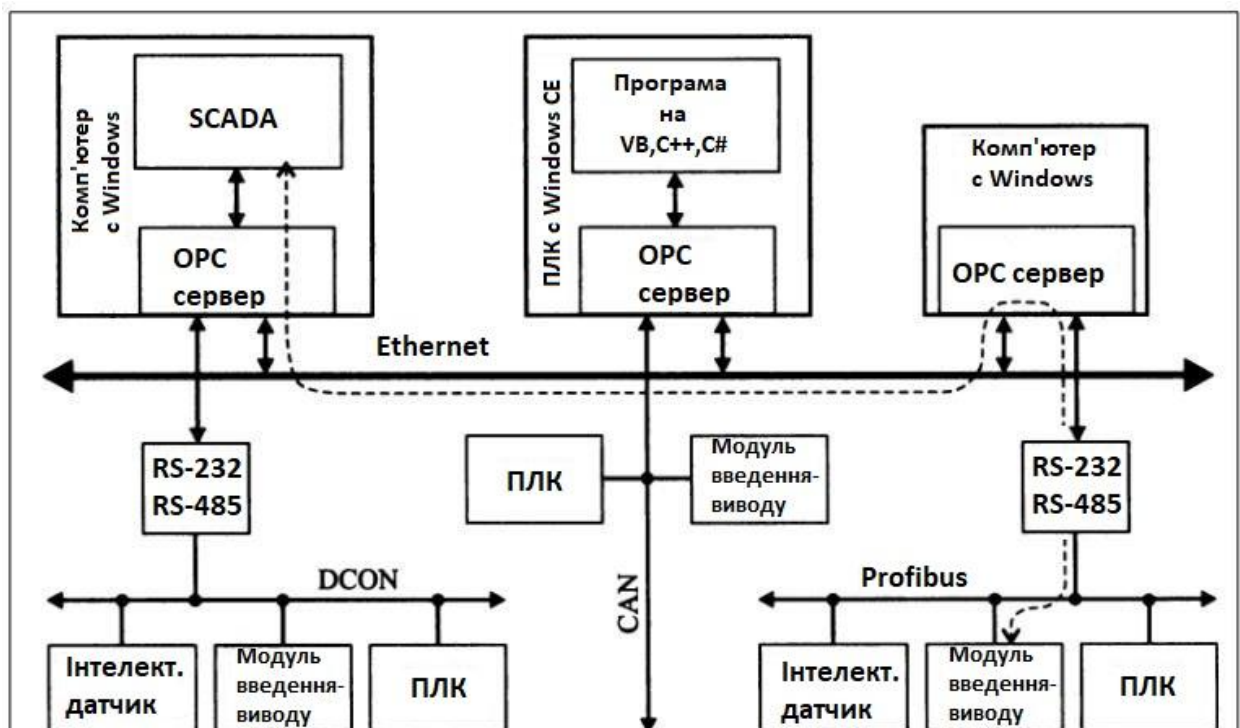 Комп'ютер
с Windows
SCADA
OPC
сервер
ПЛК с Windows CE
Програма
на
VB,C++,C#
OPC
сервер
Комп'ютер
с Windows
OPC сервер
Ethernet
RS-232
RS-485
ПЛК
Модуль
введення-
виводу
RS-232
RS-485
DCON
CAN
Profibus
Інтелект.
датчик
Модуль
введення-
виводу
ПЛК
Інтелект.
датчик
Модуль
введення-
виводу
ПЛК